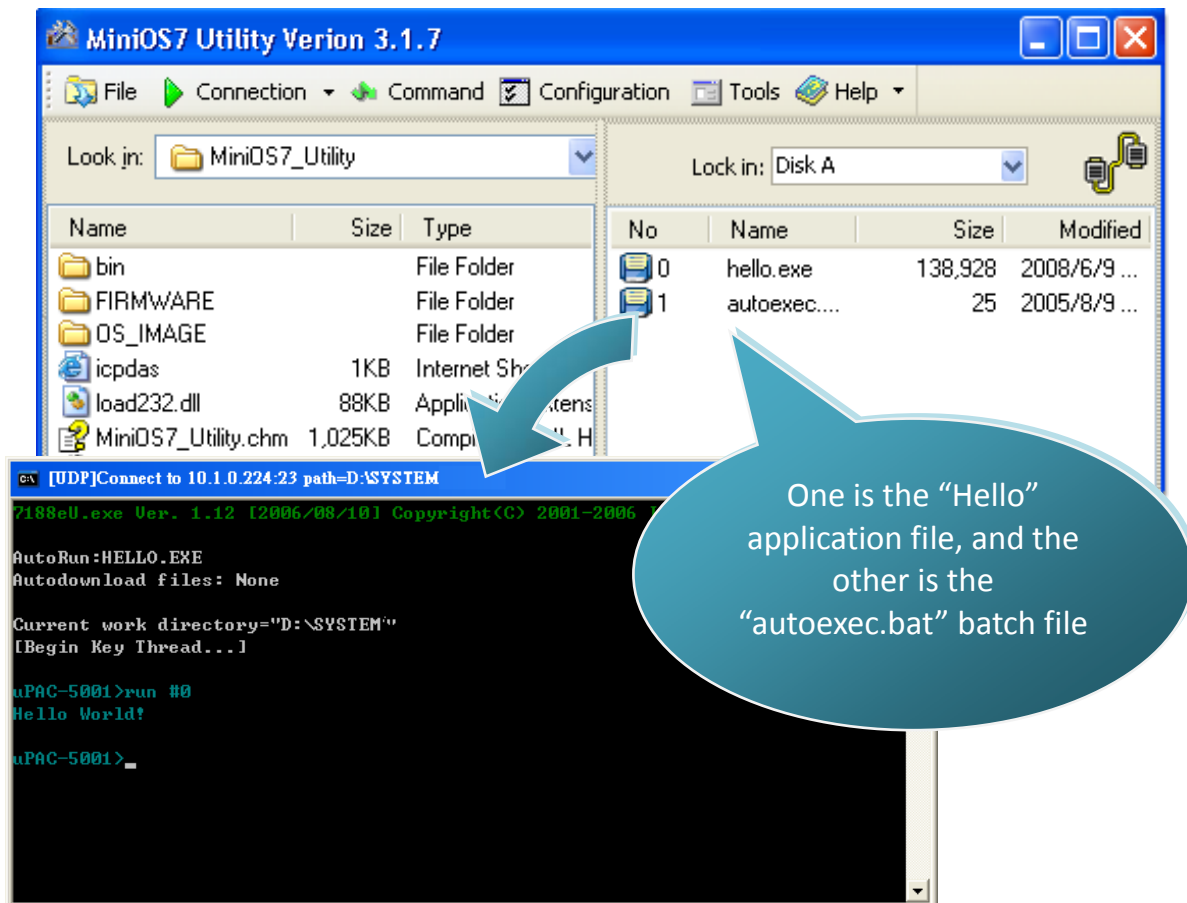 MiniOS7 Utility Verion 3.1.7
File Connection Command Configuration Tools Help
Look in: MiniOS7_Utility
Lock in: Disk A
Name Size Type
bin File Folder
FIRMWARE File Folder
OS_IMAGE File Folder
icpdas 1KB Internet Sh
load232.dll 88KB
MiniOS7_Utility.chm 1,025KB
No Name Size Modified
0 hello.exe 138,928 2008/6/9 ...
1 autoexec.... 25 2005/8/9 ...
One is the “Hello”
application file, and the
other is the
“autoexec.bat” batch file
[UDP]Connect to 10.1.0.224:23 path=D:\SYSTEM
7188eU.exe Ver. 1.12 [2006/08/10] Copyright(C) 2001-2006
AutoRun:HELLO.EXE
Autodownload files: None
Current work directory="D:\SYSTEM"
[Begin Key Thread...]
uPAC-5001>run #0
Hello World!
uPAC-5001>_